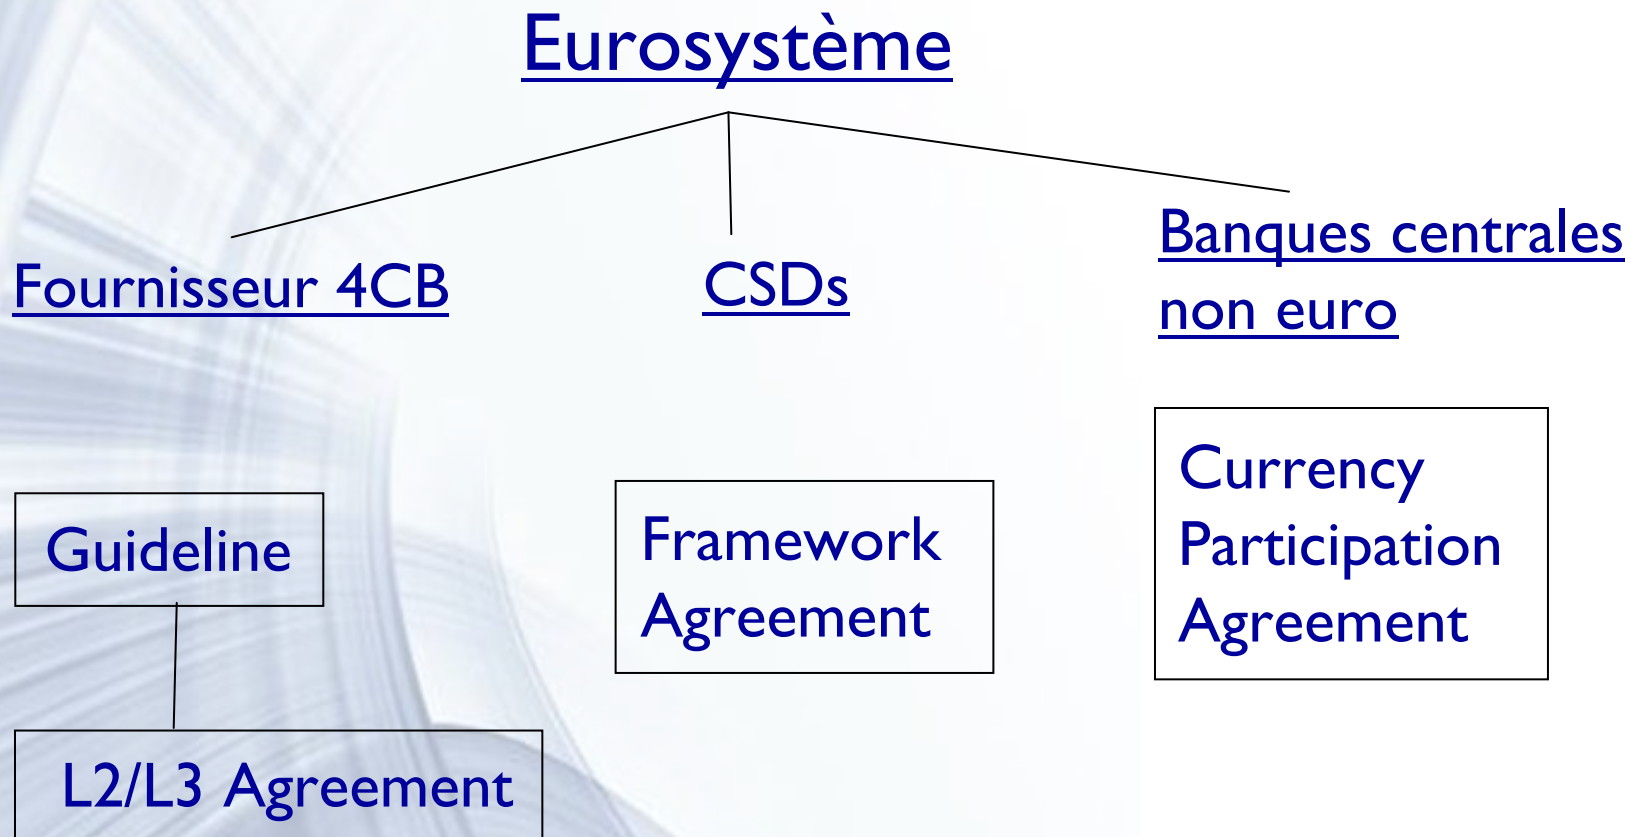 Eurosystème
Fournisseur 4CB
CSDs
Banques centrales
non euro
Guideline
Framework
Agreement
Currency
Participation
Agreement
L2/L3 Agreement